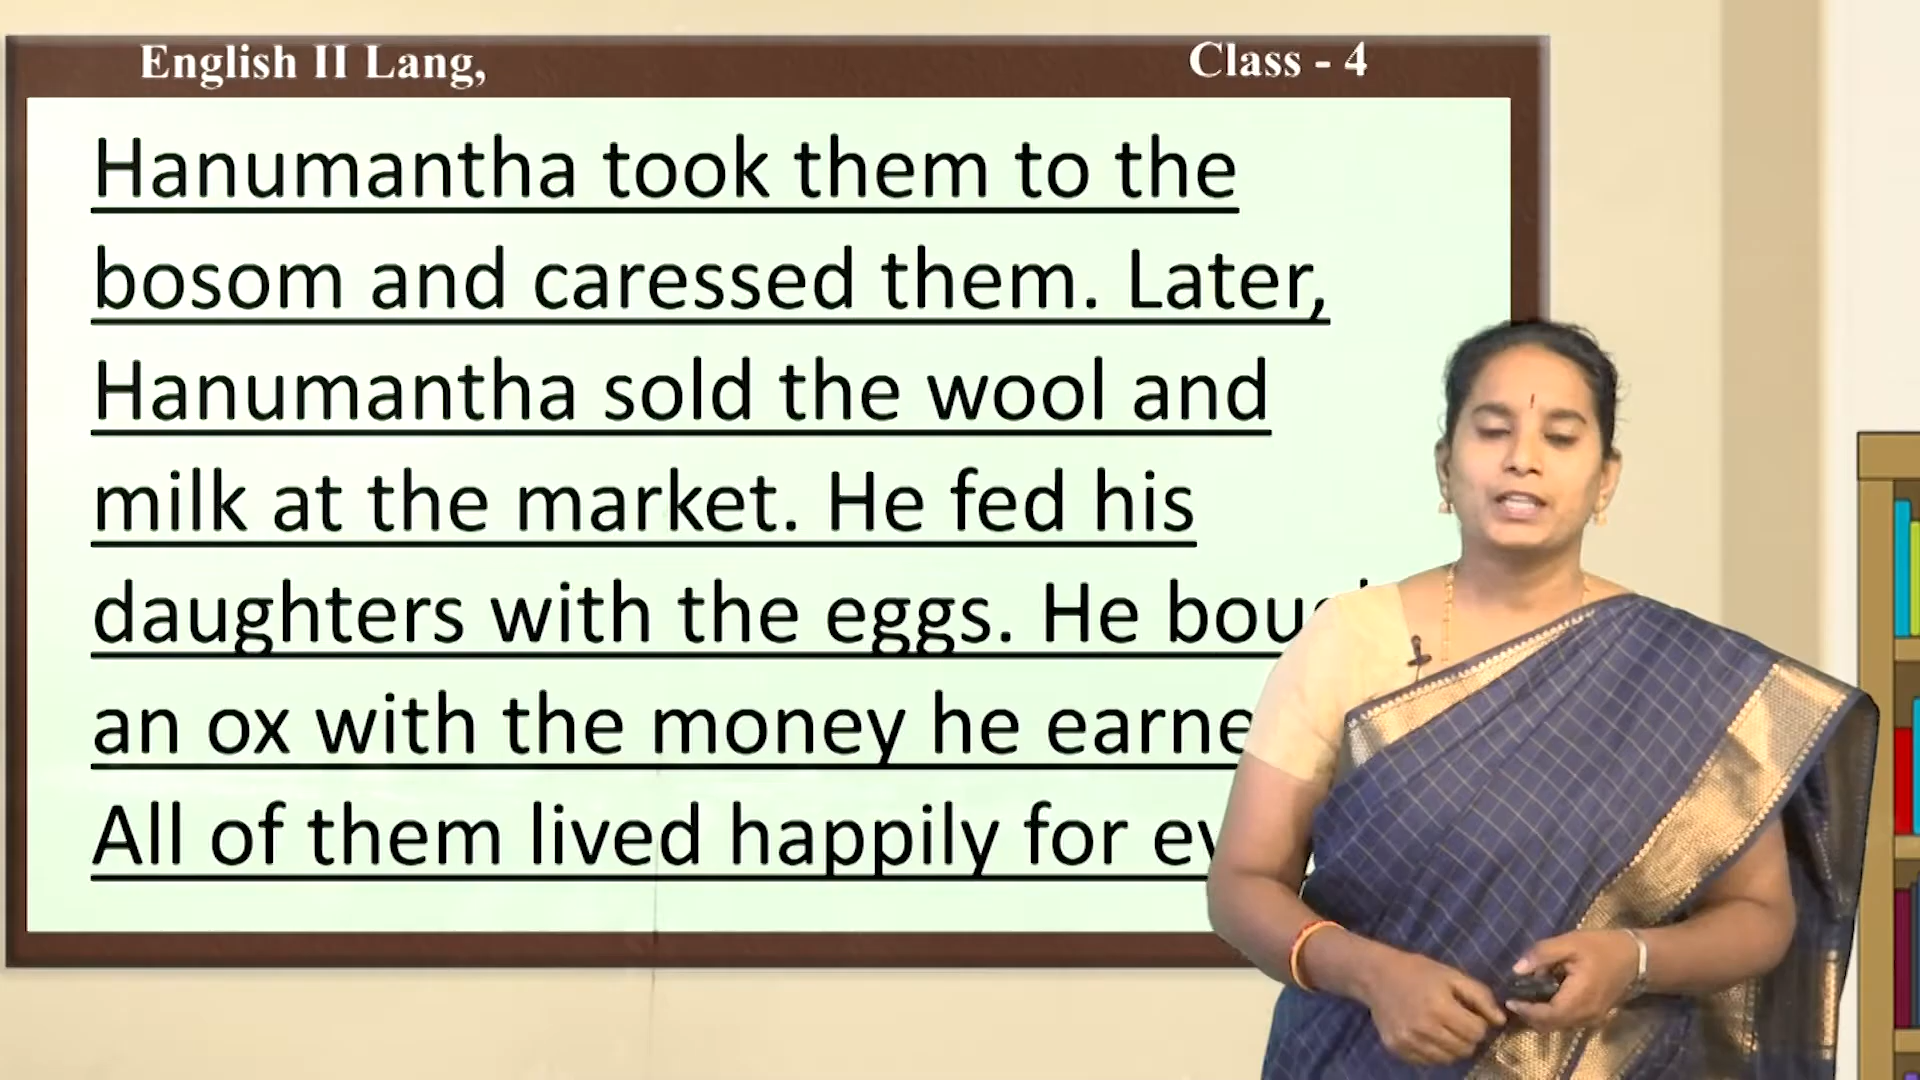 English II Lang,
Class - 4
Hanumantha took them to the
bosom and caressed them. Later,
Hanumantha sold the wool and
milk at the market. He fed his
daughters with the eggs. He
an ox with the money he
All of them lived happily for